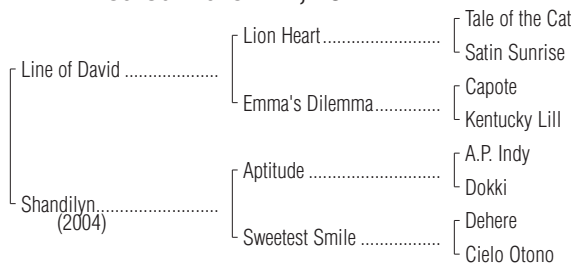 Tale of the Cat
Lion Heart
Satin Sunrise
Line of David
Capote
Emma's Dilemma
Kentucky Lill
A.P. Indy
Aptitude
Dokki
Shandilyn
(2004)
Dehere
Sweetest Smile
Cielo Otono